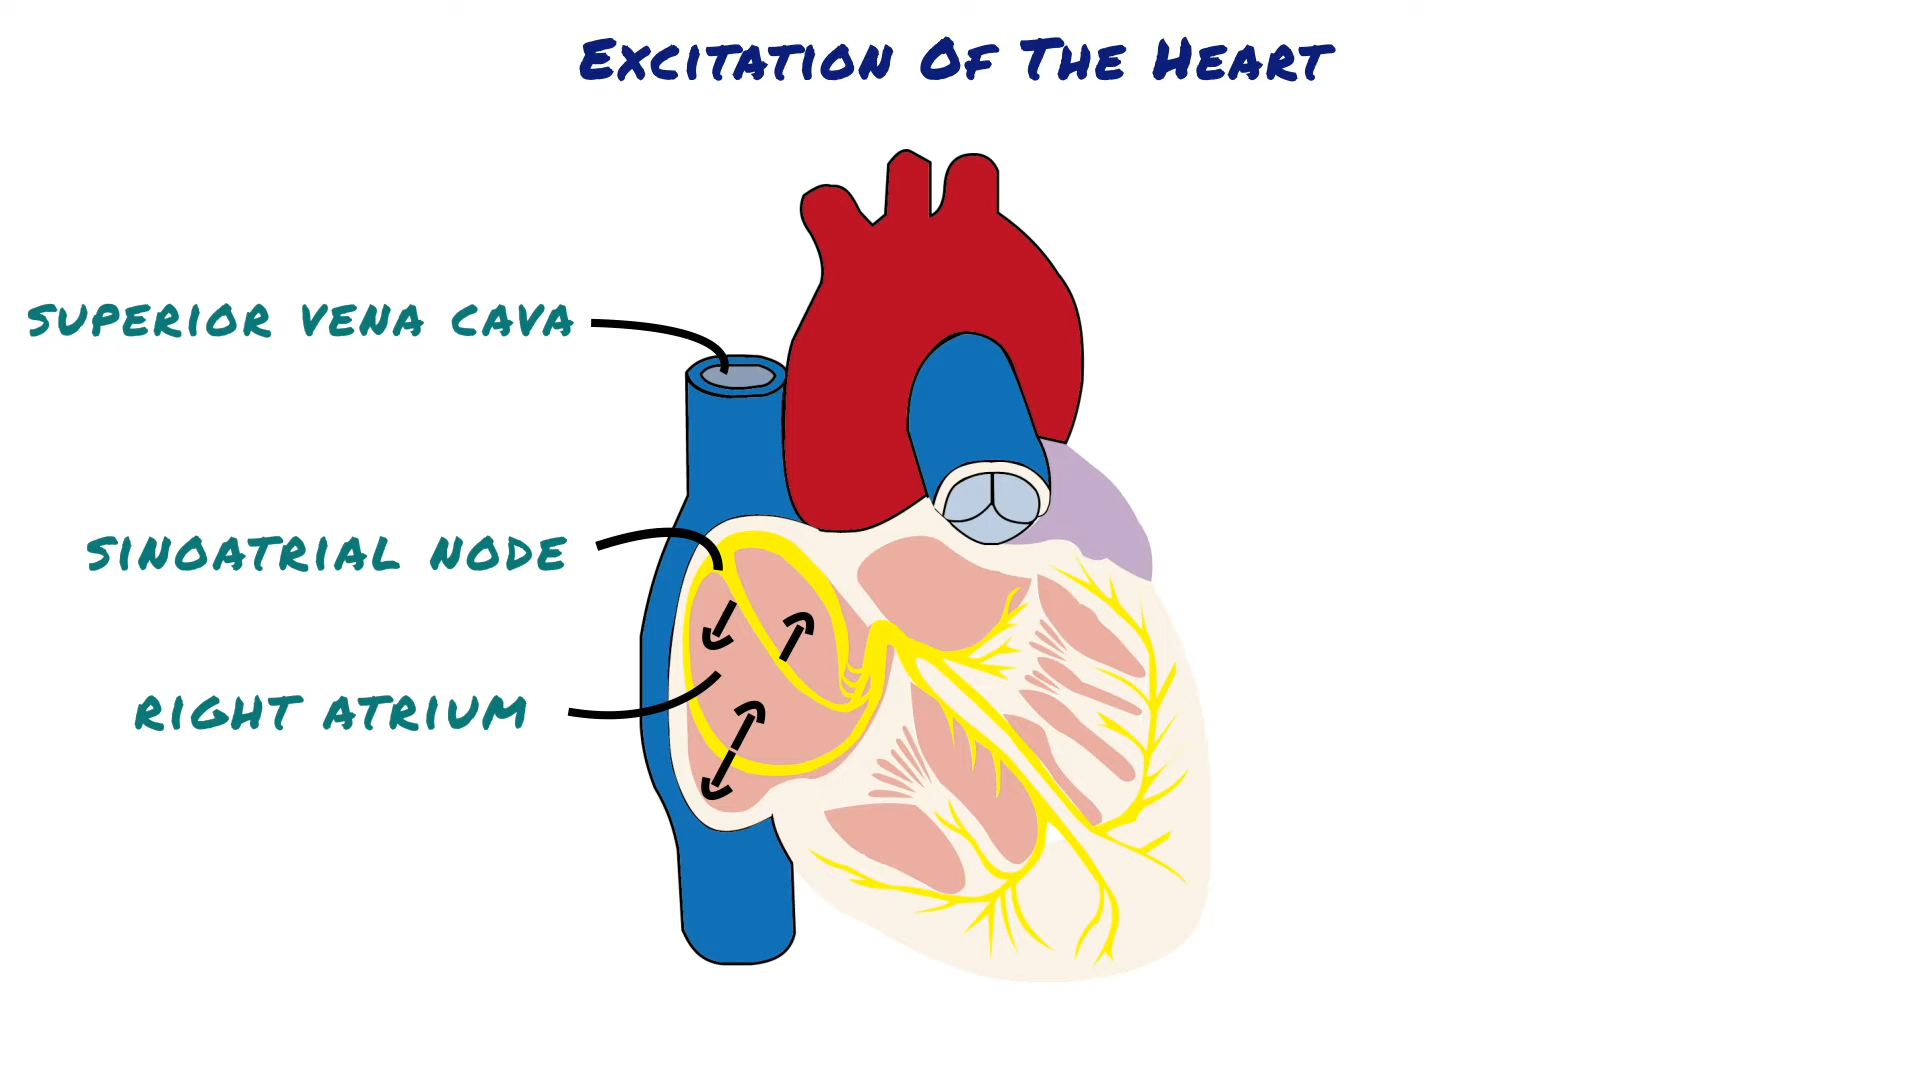 Excitation Of The Heart
SUPERIOR VENA CAVA
SINOATRIAL NODE
RIGHT ATRIUM